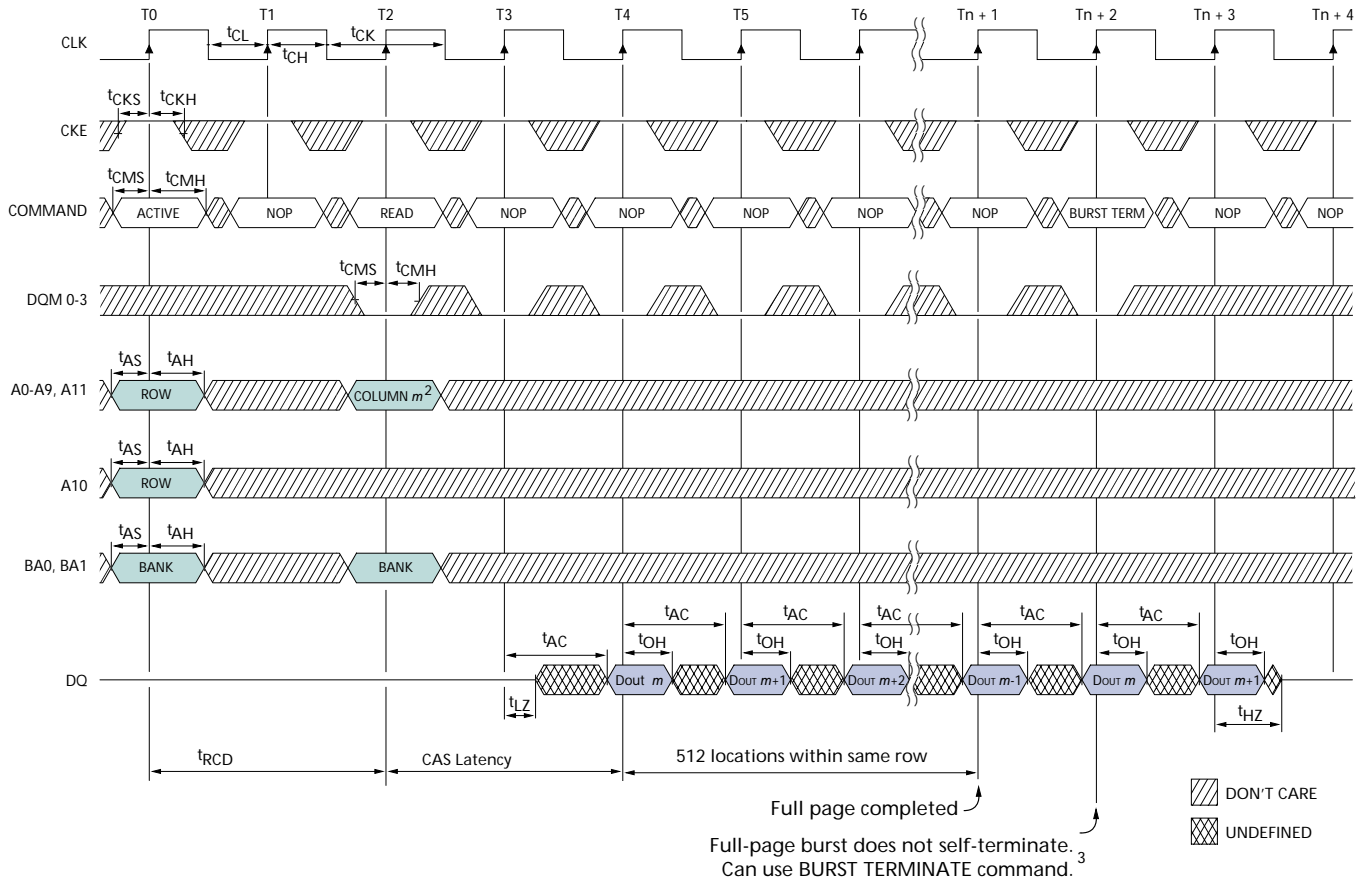 T0 T1 T2 T3 T4 T5 T6 Tn + 1 Tn + 2 Tn + 3 Tn + 4
CLK tCL tCH tCK
tCKS tCKH
CKE
tCMS tCMH
COMMAND ACTIVE NOP READ NOP NOP NOP NOP NOP BURST TERM NOP NOP
tCMS tCMH
DQM 0-3
tAS tAH
A0-A9, A11 ROW COLUMN m2
tAS tAH
A10 ROW
tAS tAH
BA0, BA1 BANK BANK
tAC tAC tAC tAC tAC tAC
tOH tOH tOH tOH tOH tOH
DQ Dout m DOUT m+1 DOUT m+2 DOUT m-1 DOUT m DOUT m+1
tLZ tHZ
tRCD CAS Latency 512 locations within same row
Full page completed
DON'T CARE
UNDEFINED
Full-page burst does not self-terminate.
Can use BURST TERMINATE command. 3